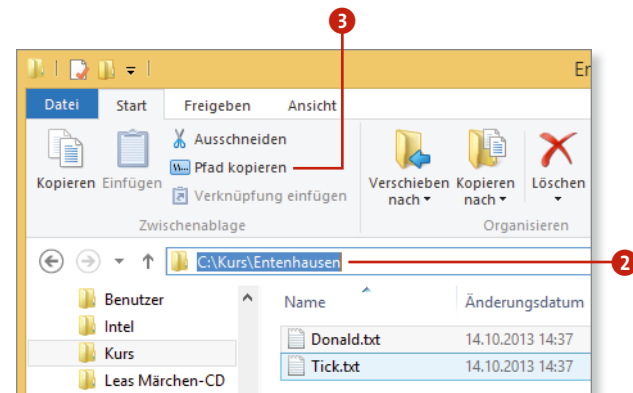 3
Er
Datei Start Freigeben Ansicht
Ausschneiden
Pfad kopieren
Verknüpfung einfügen
Kopieren Einfügen
Verschieben nach
Kopieren nach
Löschen
Zwischenablage
Organisieren
C:\Kurs\Entenhausen
2
Benutzer
Intel
Kurs
Leas Märchen-CD
Name Änderungsdatum
Donald.txt 14.10.2013 14:37
Tick.txt 14.10.2013 14:37